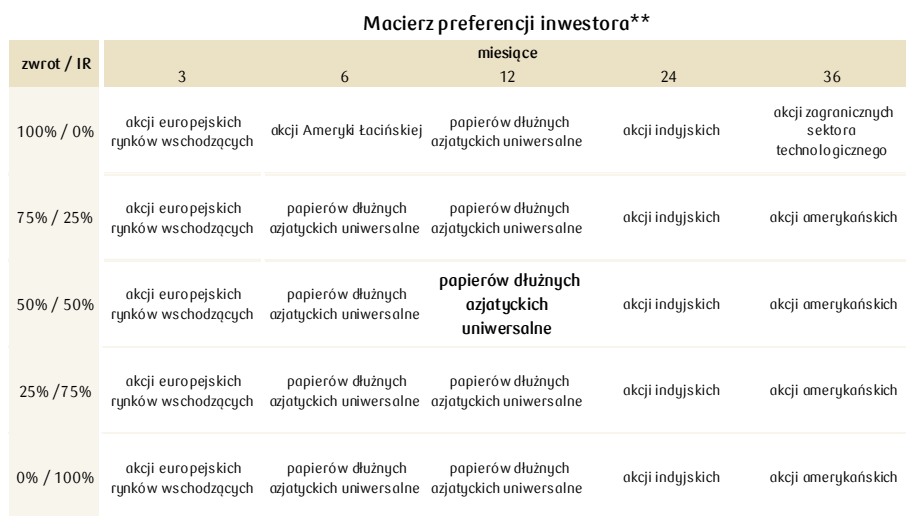 Macierz preferencji inwestora**
zwrot / IR
miesiące
3 6 12 24 36
100% / 0%
akcji europejskich
rynków wschodzących
akcji Ameryki Łacińskiej
papierów dłużnych
azjatyckich uniwersalne
akcji indyjskich
akcji zagranicznych
sektora
technologicznego
75% / 25%
akcji europejskich
rynków wschodzących
papierów dłużnych
azjatyckich uniwersalne
papierów dłużnych
azjatyckich uniwersalne
akcji indyjskich
akcji amerykańskich
50% / 50%
akcji europejskich
rynków wschodzących
papierów dłużnych
azjatyckich uniwersalne
papierów dłużnych
azjatyckich
uniwersalne
akcji indyjskich
akcji amerykańskich
25% /75%
akcji europejskich
rynków wschodzących
papierów dłużnych
azjatyckich uniwersalne
papierów dłużnych
azjatyckich uniwersalne
akcji indyjskich
akcji amerykańskich
0% / 100%
akcji europejskich
rynków wschodzących
papierów dłużnych
azjatyckich uniwersalne
papierów dłużnych
azjatyckich uniwersalne
akcji indyjskich
akcji amerykańskich